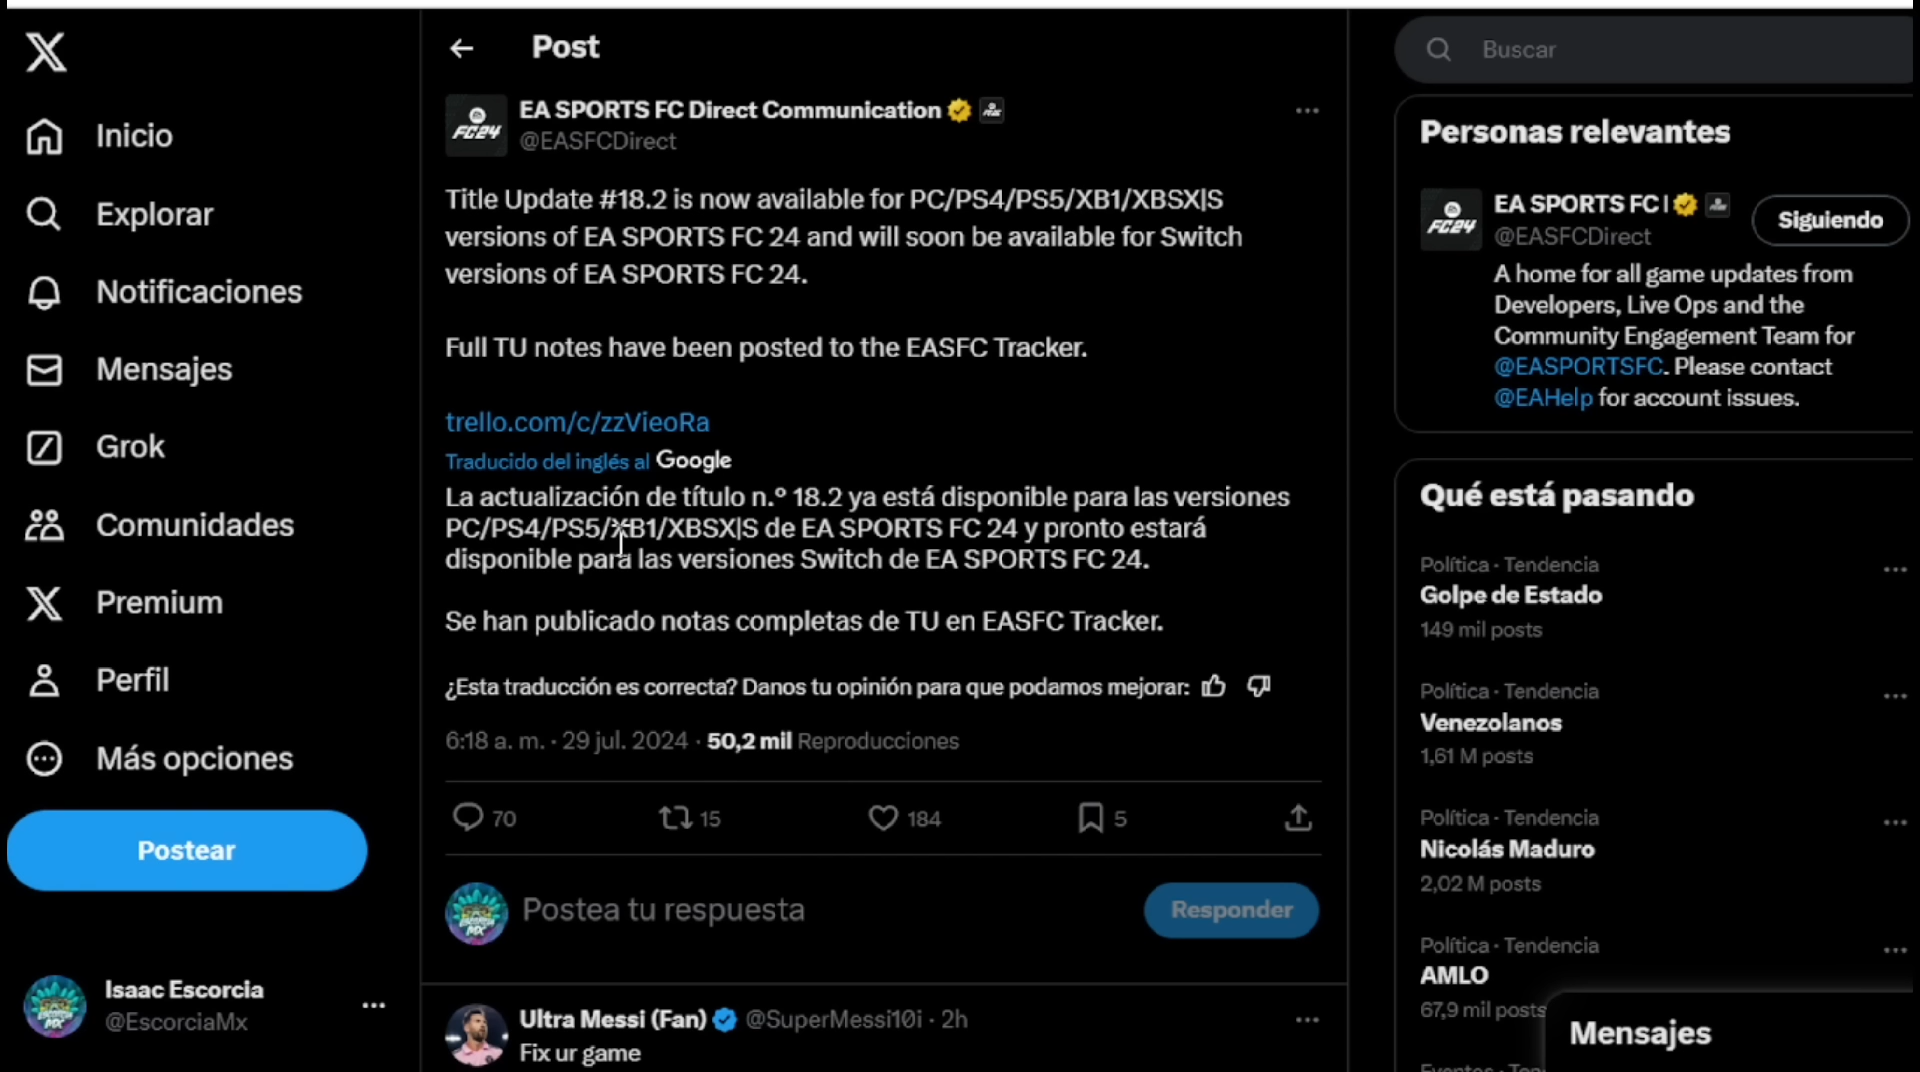 Inicio
Explorar
Notificaciones
Mensajes
Grok
Comunidades
Premium
Perfil
Más opciones
Postear
Isaac Escorcia
@EscorciaMx
Post
EA SPORTS FC Direct Communication
@EASFCDirect
Title Update #18.2 is now available for PC/PS4/PS5/XB1/XBSX|S
versions of EA SPORTS FC 24 and will soon be available for Switch
versions of EA SPORTS FC 24.
Full TU notes have been posted to the EASFC Tracker.
trello.com/c/zzVieoRa
Traducido del inglés al Google
La actualización de título n.º 18.2 ya está disponible para las versiones
PC/PS4/PS5/XB1/XBSX|S de EA SPORTS FC 24 y pronto estará
disponible para las versiones Switch de EA SPORTS FC 24.
Se han publicado notas completas de TU en EASFC Tracker.
¿Esta traducción es correcta? Danos tu opinión para que podamos mejorar:
6:18 a. m. · 29 jul. 2024 · 50,2 mil Reproducciones
70 15 184 5
Postea tu respuesta
Responder
Ultra Messi (Fan) @SuperMessi10i · 2h
Fix ur game
Buscar
Personas relevantes
EA SPORTS FC
@EASFCDirect
Siguiendo
A home for all game updates from
Developers, Live Ops and the
Community Engagement Team for
@EASPORTSFC. Please contact
@EAHelp for account issues.
Qué está pasando
Política · Tendencia
Golpe de Estado
149 mil posts
Política · Tendencia
Venezolanos
1,61 M posts
Política · Tendencia
Nicolás Maduro
2,02 M posts
Política · Tendencia
AMLO
67,9 mil posts
Mensajes